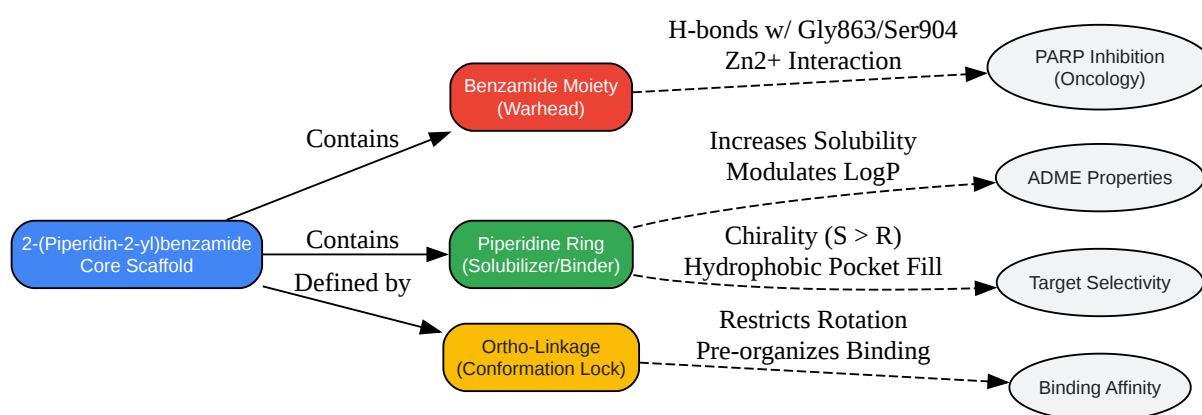 H-bonds w/ Gly863/Ser904
Zn2+ Interaction
PARP Inhibition
(Oncology)
Benzamide Moiety
(Warhead)
Contains
Increases Solubility
Modulates LogP
ADME Properties
2-(Piperidin-2-yl)benzamide
Core Scaffold
Contains
Piperidine Ring
(Solubilizer/Binder)
Chirality (S > R)
Hydrophobic Pocket Fill
Target Selectivity
Defined by
Ortho-Linkage
(Conformation Lock)
Restricts Rotation
Pre-organizes Binding
Binding Affinity